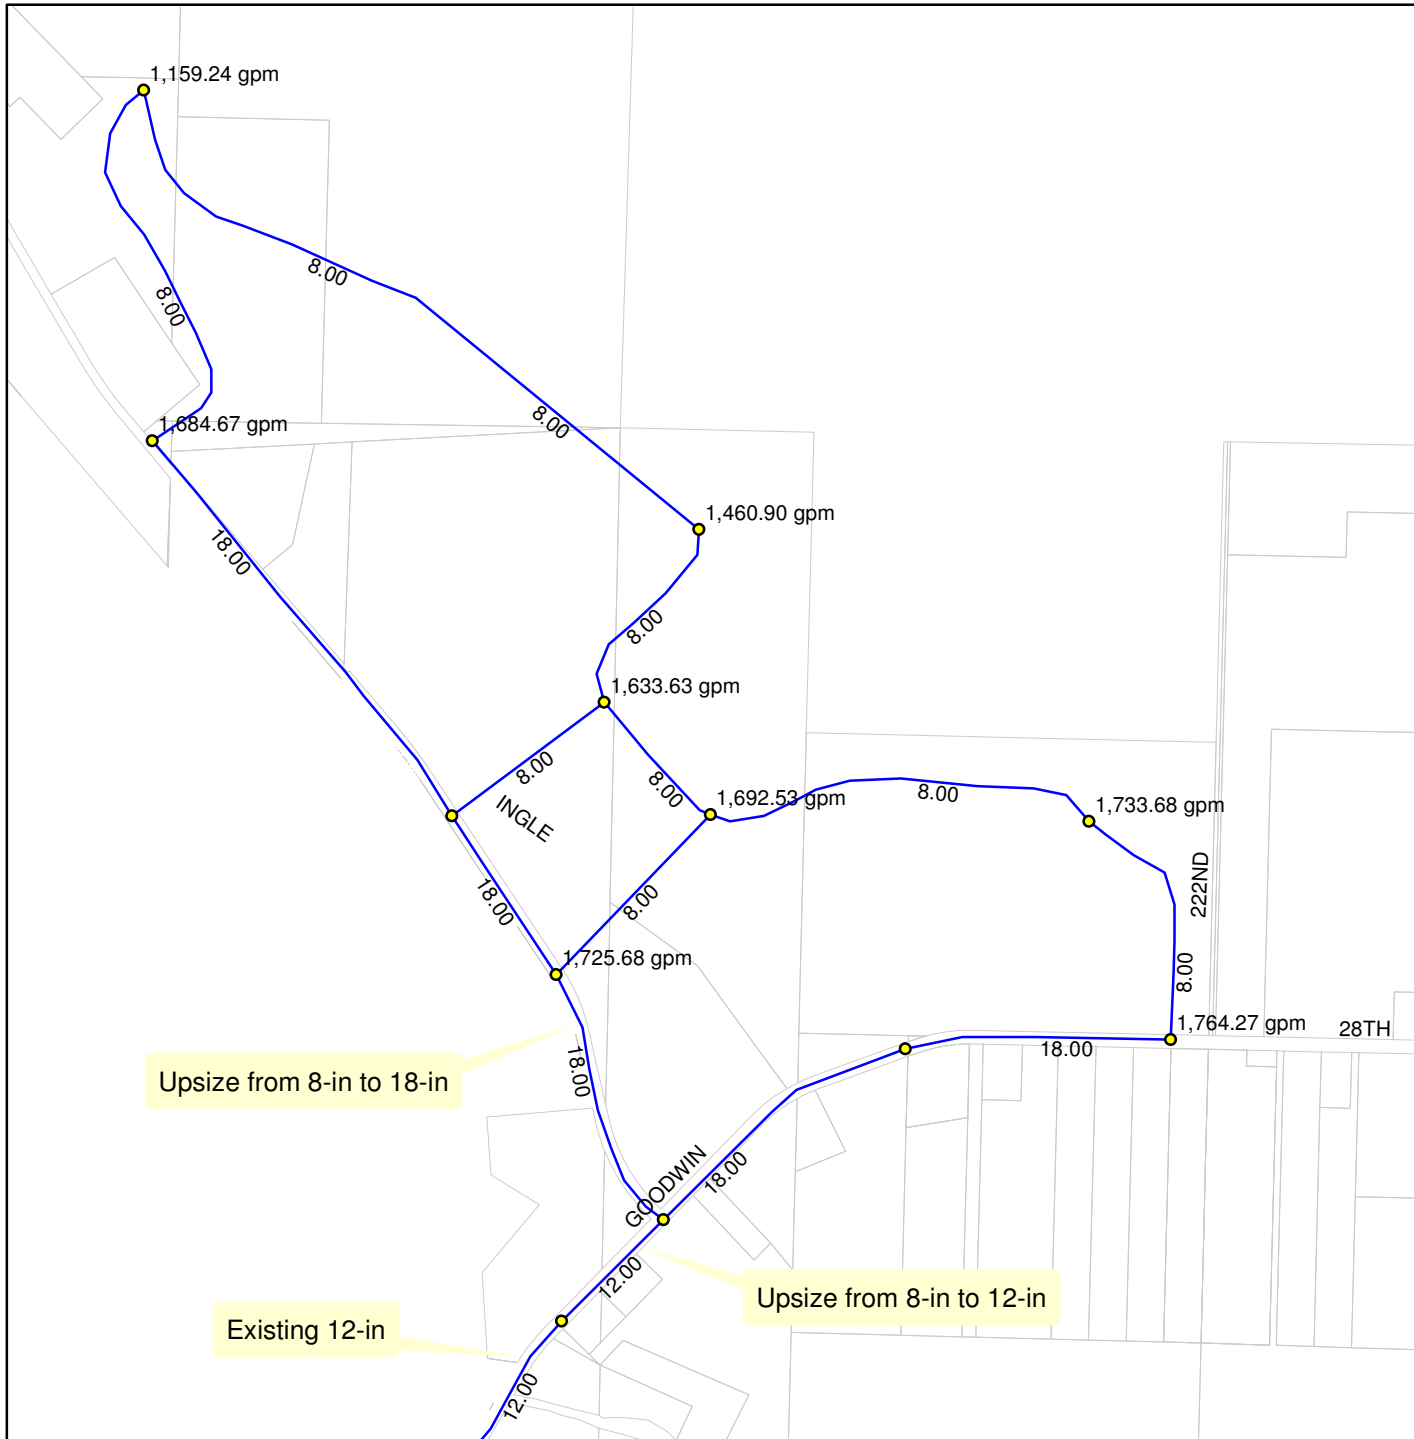 1,159.24 gpm
8.00
8.00
8.00
1,684.67 gpm
1,460.90 gpm
18.00
8.00
1,633.63 gpm
8.00
8.00
INGLE
1,692.53 gpm
8.00
1,733.68 gpm
222ND
18.00
8.00
8.00
1,725.68 gpm
1,764.27 gpm
28TH
18.00
18.00
Upsize from 8-in to 18-in
GOODWIN
18.00
12.00
Upsize from 8-in to 12-in
Existing 12-in
12.00